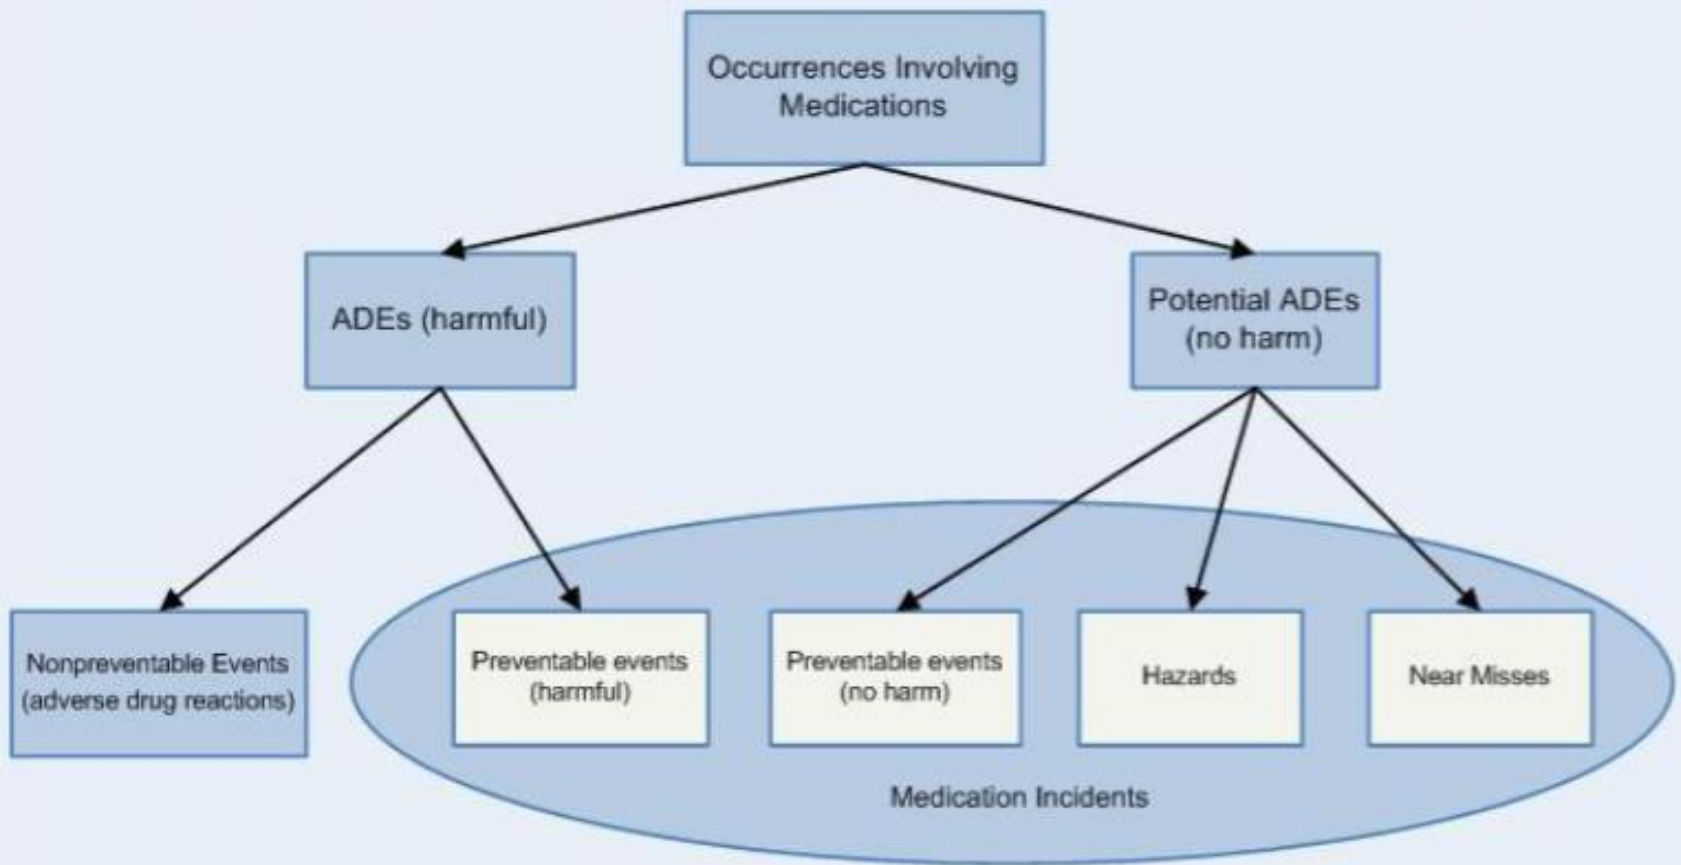 Occurrences Involving
Medications
ADEs (harmful)
Potential ADEs
(no harm)
Nonpreventable Events
(adverse drug reactions)
Preventable events
(harmful)
Preventable events
(no harm)
Hazards
Near Misses
Medication Incidents